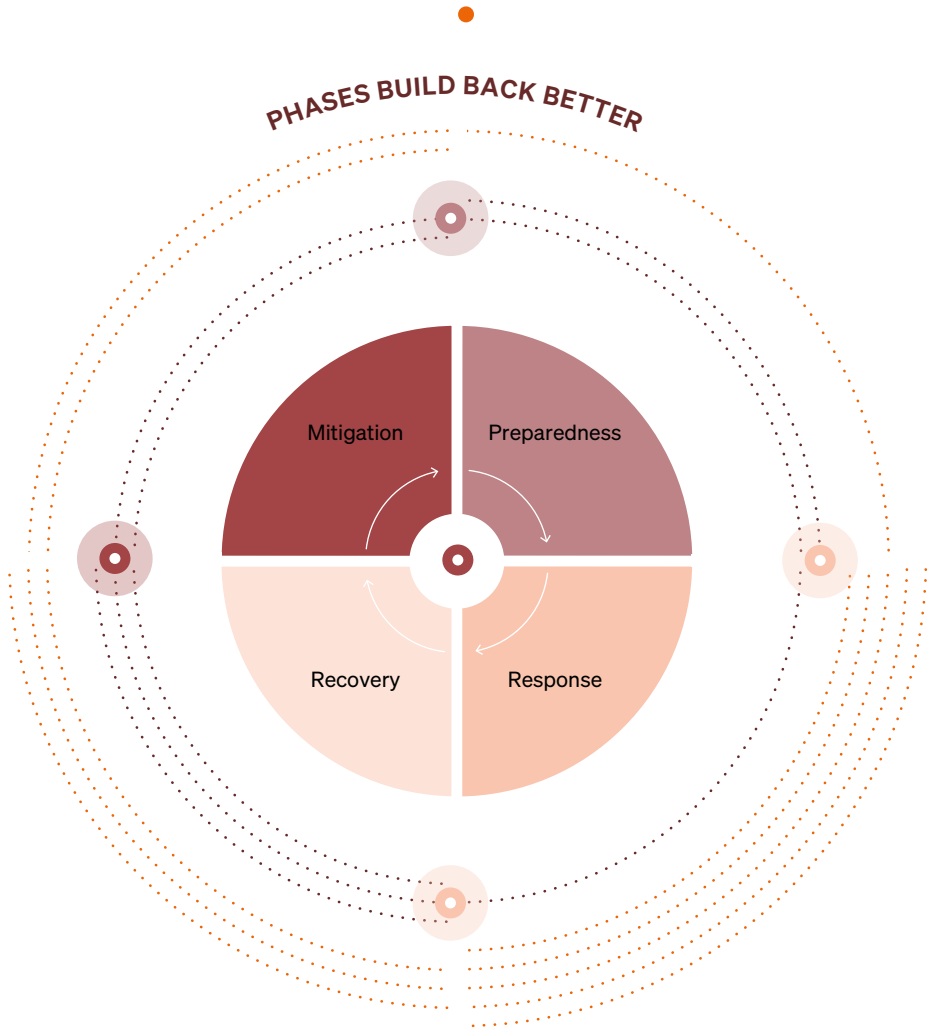 PHASES BUILD BACK BETTER
Mitigation
Preparedness
Recovery
Response